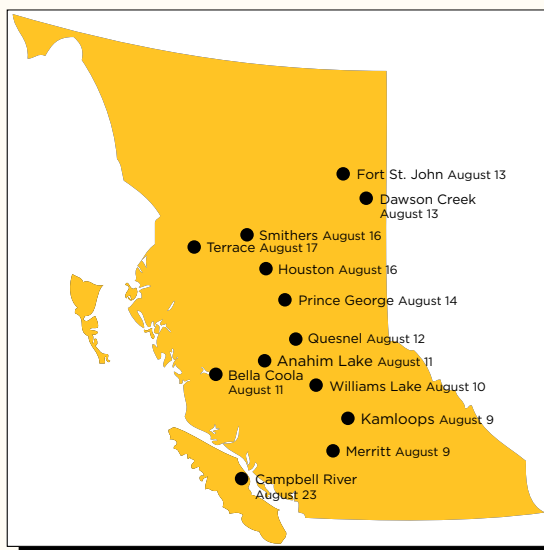 Fort St. John August 13
Dawson Creek
August 13
Smithers August 16
Terrace August 17
Houston August 16
Prince George August 14
Quesnel August 12
Anahim Lake August 11
Bella Coola
August 11
Williams Lake August 10
Kamloops August 9
Merritt August 9
Campbell River
August 23